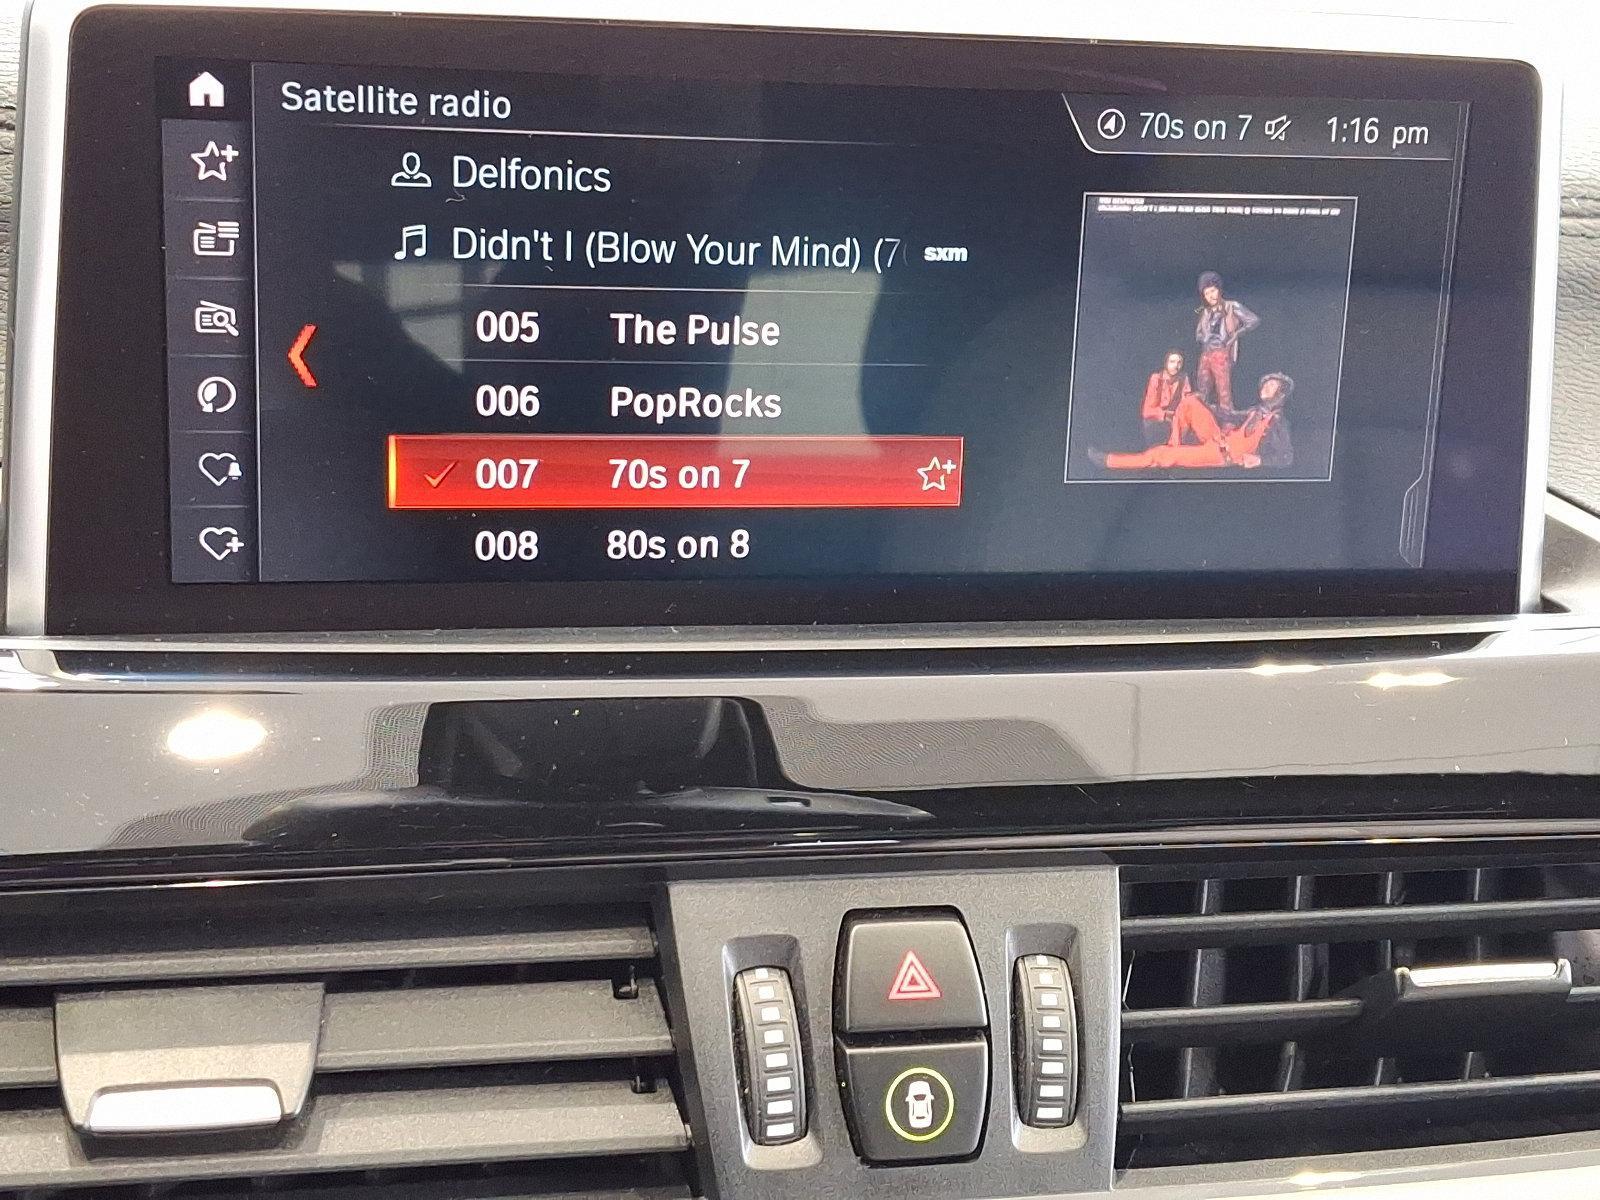 Satellite radio
70s on 7 1:16 pm
Delfonics
Didn't I (Blow Your Mind) (7 sxm
005 The Pulse
006 PopRocks
007 70s on 7
008 80s on 8